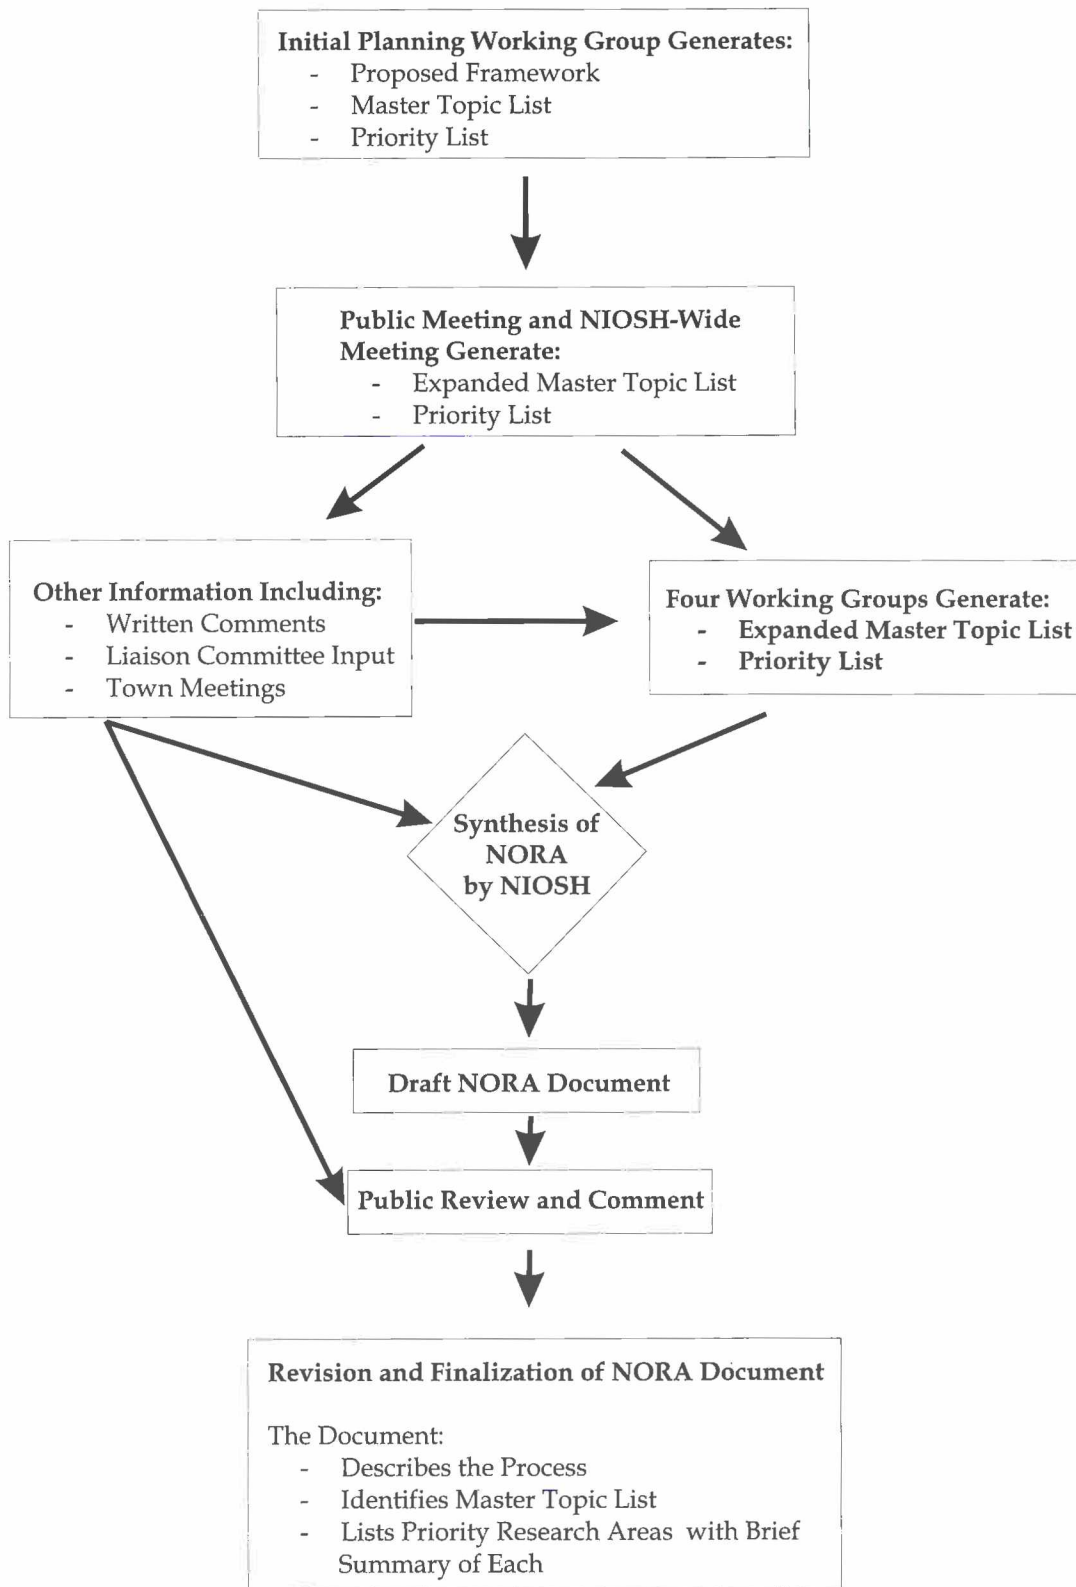 Initial Planning Working Group Generates:
- Proposed Framework
- Master Topic List
- Priority List
Public Meeting and NIOSH-Wide
Meeting Generate:
- Expanded Master Topic List
- Priority List
Other Information Including:
- Written Comments
- Liaison Committee Input
- Town Meetings
Four Working Groups Generate:
- Expanded Master Topic List
- Priority List
Synthesis of
NORA
by NIOSH
Draft NORA Document
Public Review and Comment
Revision and Finalization of NORA Document
The Document:
- Describes the Process
- Identifies Master Topic List
- Lists Priority Research Areas with Brief
Summary of Each